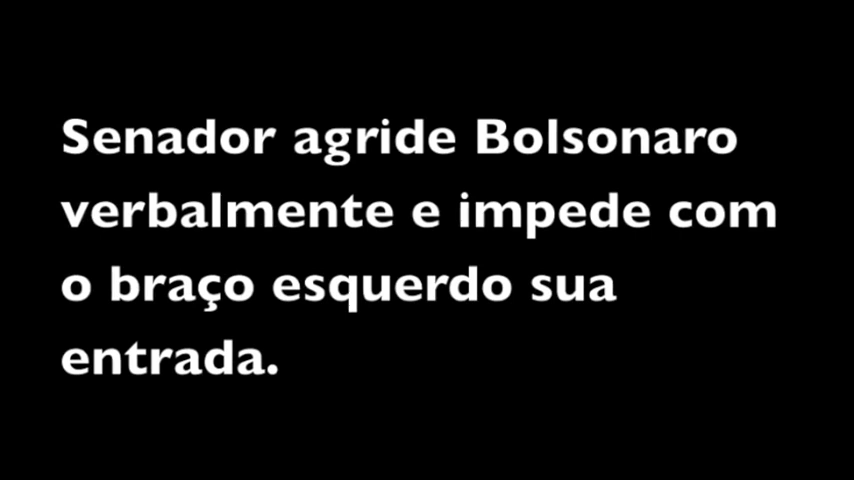 Senador agride Bolsonaro
verbalmente e impede com
o braço esquerdo sua
entrada.